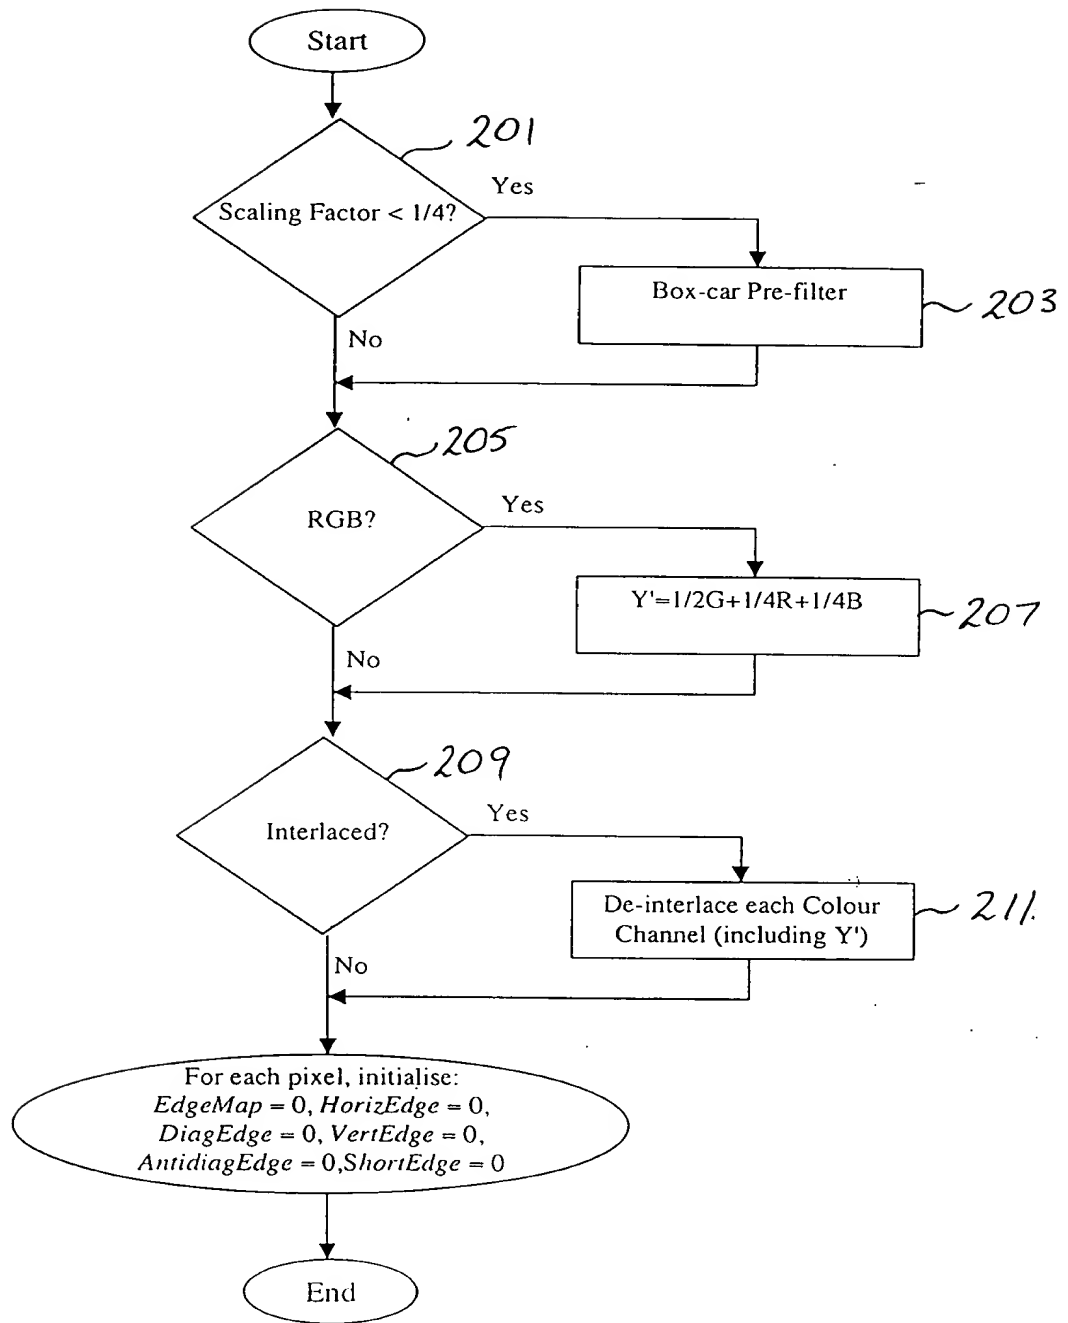 Start
201
Scaling Factor < 1/4?
Yes
Box-car Pre-filter
203
No
205
RGB?
Yes
Y'=1/2G+1/4R+1/4B
207
No
209
Interlaced?
Yes
De-interlace each Colour
Channel (including Y')
211.
No
For each pixel, initialise:
EdgeMap = 0, HorizEdge = 0,
DiagEdge = 0, VertEdge = 0,
AntidiagEdge = 0,ShortEdge = 0
End